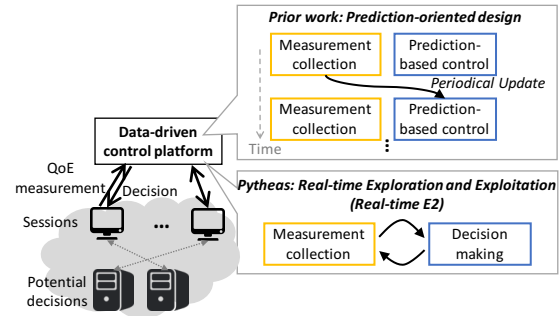 Prior work: Prediction-oriented design
Measurement
collection
Prediction-
based control
Periodical Update
Measurement
collection
Prediction-
based control
Time
...
Data-driven
control platform
QoE
measurement
Decision
Sessions
...
Potential
decisions
Pytheas: Real-time Exploration and Exploitation
(Real-time E2)
Measurement
collection
Decision
making